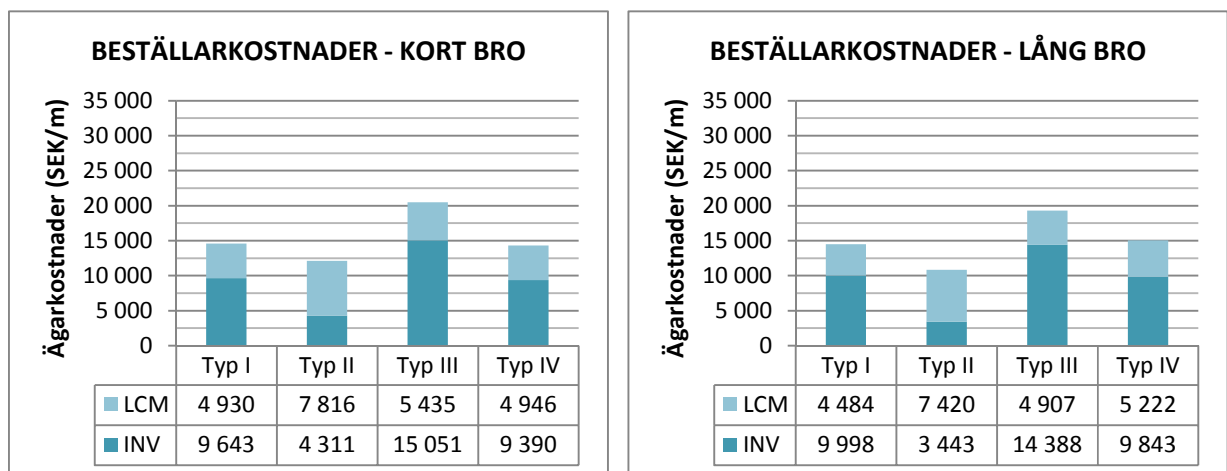 BESTÄLLARKOSTNADER - KORT BRO
Ägarkostnader (SEK/m)
35 000
30 000
25 000
20 000
15 000
10 000
5 000
0
Typ I Typ II Typ III Typ IV
LCM 4 930 7 816 5 435 4 946
INV 9 643 4 311 15 051 9 390
BESTÄLLARKOSTNADER - LÅNG BRO
Ägarkostnader (SEK/m)
35 000
30 000
25 000
20 000
15 000
10 000
5 000
0
Typ I Typ II Typ III Typ IV
LCM 4 484 7 420 4 907 5 222
INV 9 998 3 443 14 388 9 843